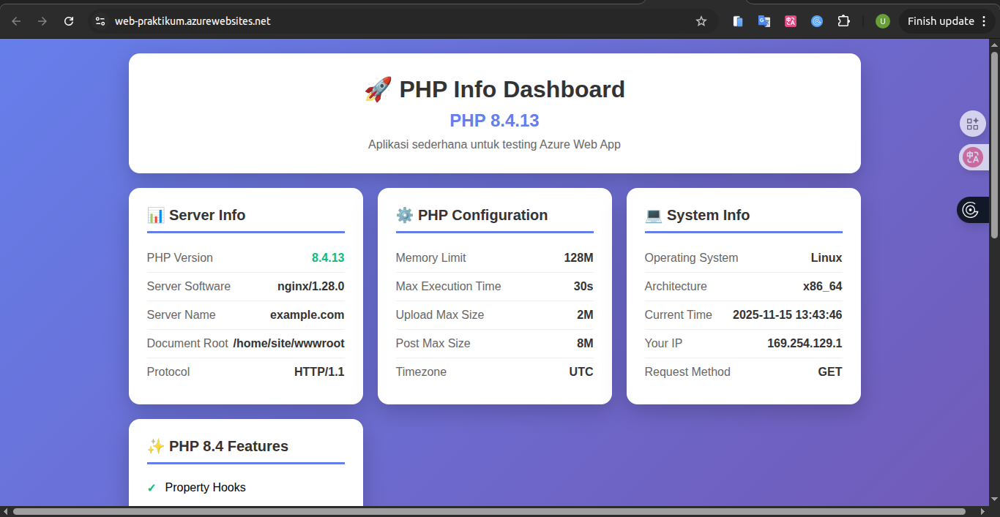 web-praktikum.azurewebsites.net
U
Finish update
🚀 PHP Info Dashboard
PHP 8.4.13
Aplikasi sederhana untuk testing Azure Web App
📊 Server Info
PHP Version 8.4.13
Server Software nginx/1.28.0
Server Name example.com
Document Root /home/site/wwwroot
Protocol HTTP/1.1
⚙️ PHP Configuration
Memory Limit 128M
Max Execution Time 30s
Upload Max Size 2M
Post Max Size 8M
Timezone UTC
💻 System Info
Operating System Linux
Architecture x86_64
Current Time 2025-11-15 13:43:46
Your IP 169.254.129.1
Request Method GET
✨ PHP 8.4 Features
✓ Property Hooks